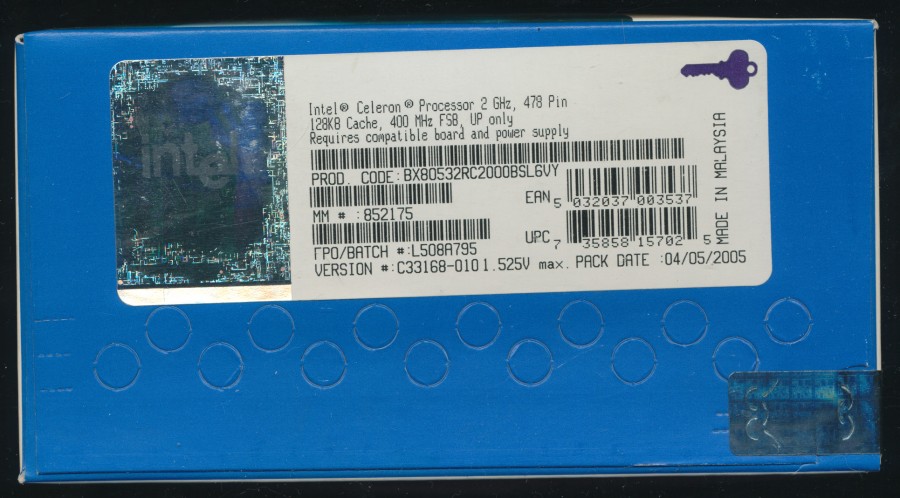 intel
Intel® Celeron® Processor 2 GHz, 478 Pin
128KB Cache, 400 MHz FSB, UP only
Requires compatible board and power supply
PROD. CODE:BX80532RC2000BSL6VY
EAN 5 032037 003537
MM # :852175
UPC 7 35858 15702 5
FPO/BATCH #:L508A795
VERSION #:C33168-010 1.525V max. PACK DATE :04/05/2005
MADE IN MALAYSIA